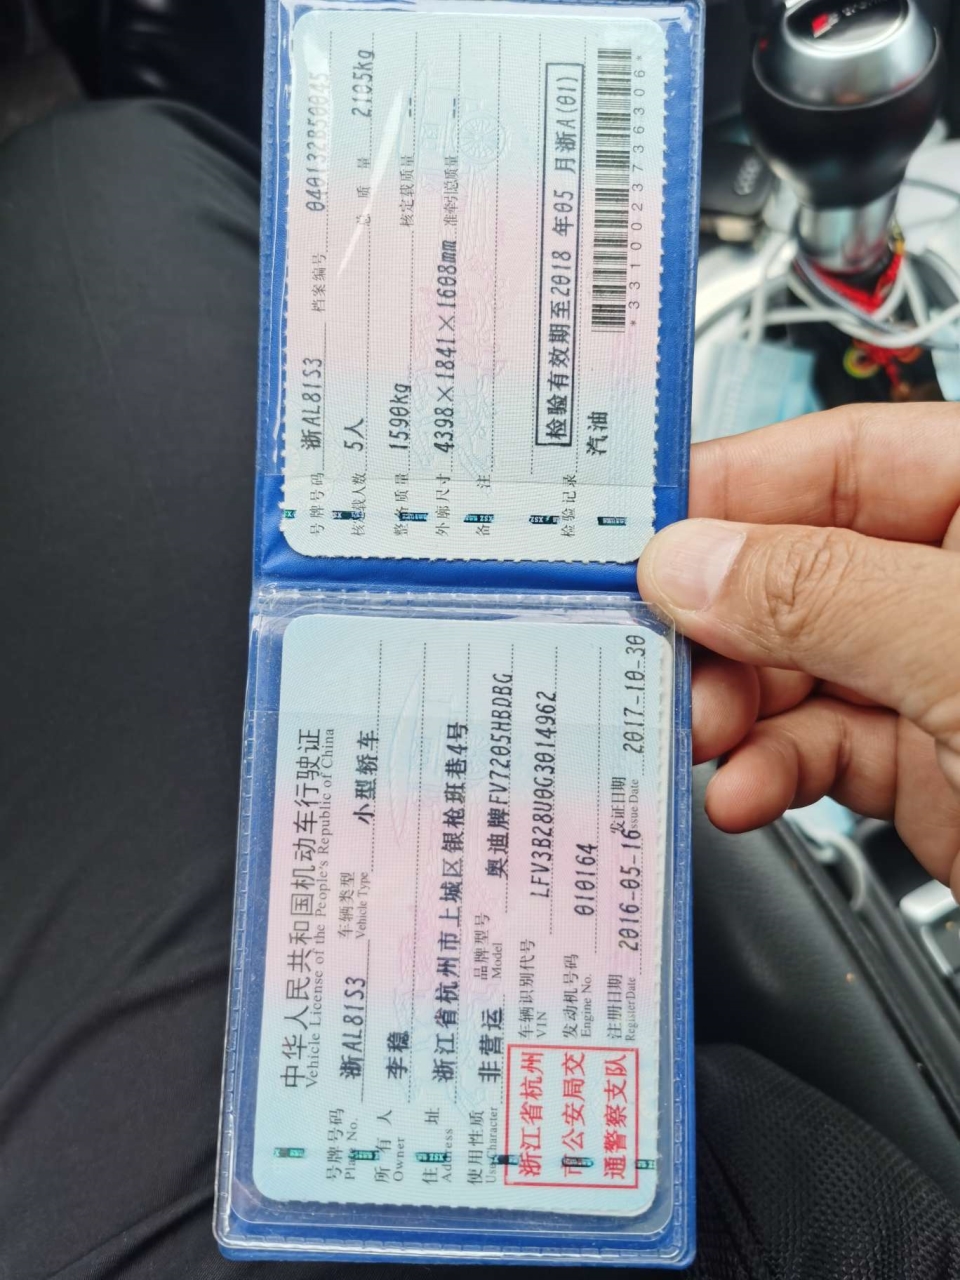 中华人民共和国机动车行驶证
Vehicle License of the People's Republic of China
号牌号码 浙AL81S3 车辆类型 小型轿车
Plate No. Vehicle Type
所有人 李稳
Owner
住址 浙江省杭州市上城区银枪班巷4号
Address
使用性质 非营运 品牌型号 奥迪牌FV7205HBDBG
Use Character Model
浙江省杭州
市公安局交
通警察支队
车辆识别代号 LFV3B28U0G3014962
VIN
发动机号码 010164
Engine No.
注册日期 2016-05-16 发证日期 2017-10-30
Register Date Issue Date
号牌号码 浙AL81S3 档案编号 040132850045
核定载人数 5人 总质量 2105kg
整备质量 1590kg 核定载质量 --
外廓尺寸 4398×1841×1608mm 准牵引总质量 --
备注
检验有效期至2018年05月浙A(01)
检验记录
汽油
*3310023736306*